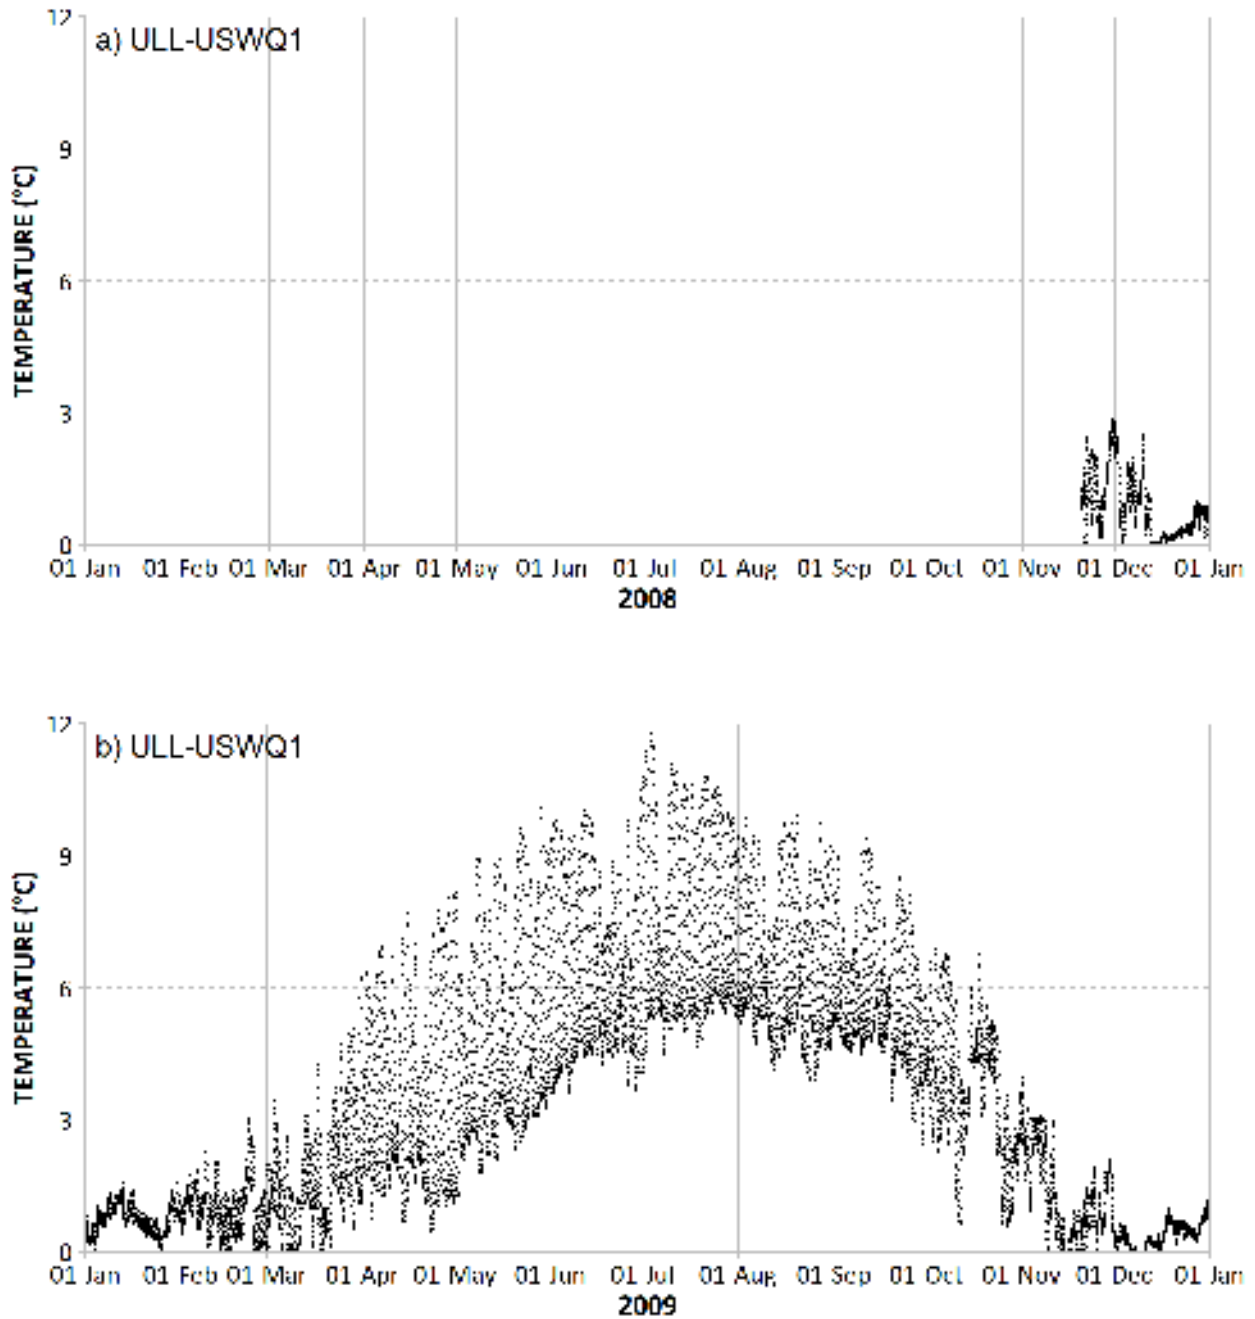 12
a) ULL-USWQ1
9
6
3
0
TEMPERATURE (°C)
01 Jan 01 Feb 01 Mar 01 Apr 01 May 01 Jun 01 Jul 01 Aug 01 Sep 01 Oct 01 Nov 01 Dec 01 Jan
2008
12
b) ULL-USWQ1
9
6
3
0
TEMPERATURE (°C)
01 Jan 01 Feb 01 Mar 01 Apr 01 May 01 Jun 01 Jul 01 Aug 01 Sep 01 Oct 01 Nov 01 Dec 01 Jan
2009